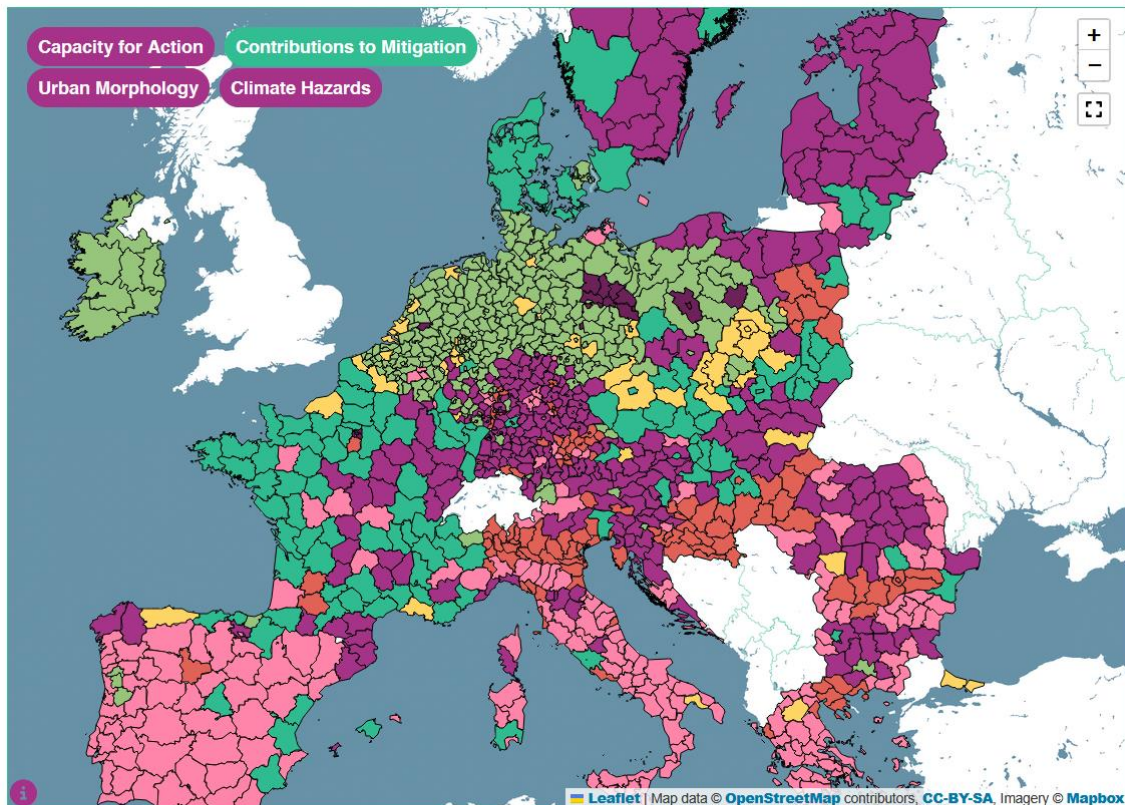 Capacity for Action
Contributions to Mitigation
Urban Morphology
Climate Hazards
+
−
i
Leaflet | Map data © OpenStreetMap contributors, CC-BY-SA, Imagery © Mapbox